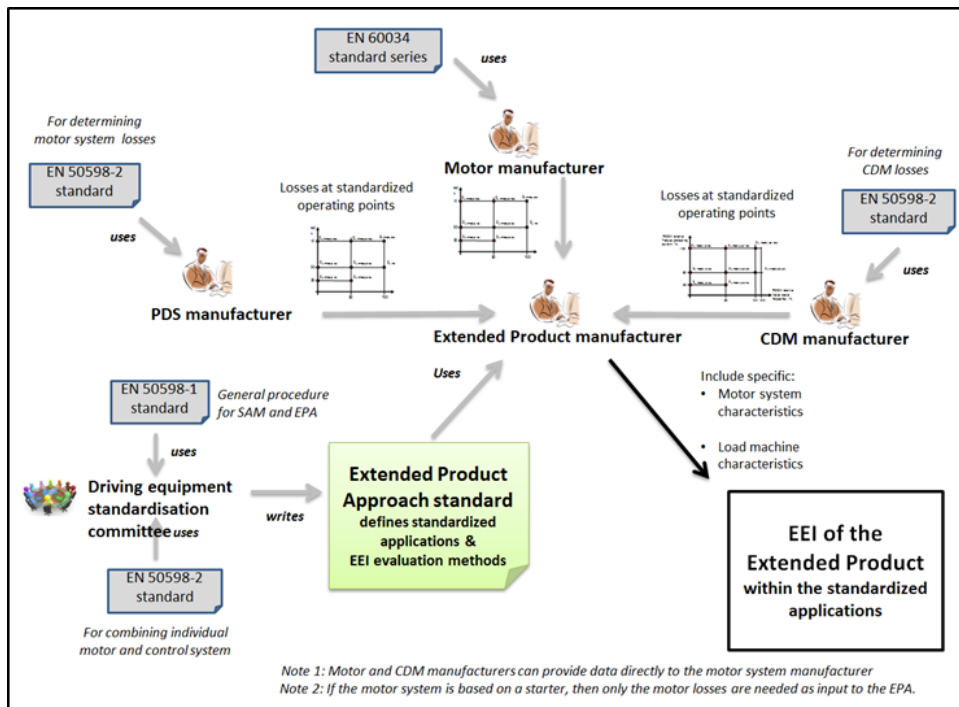 EN 60034
standard series
uses
For determining
motor system losses
Motor manufacturer
For determining
CDM losses
EN 50598-2
standard
Losses at standardized
operating points
Losses at standardized
operating points
EN 50598-2
standard
uses
uses
PDS manufacturer
Extended Product manufacturer
CDM manufacturer
Uses
Include specific:
• Motor system
characteristics
• Load machine
characteristics
EN 50598-1
standard
General procedure
for SAM and EPA
uses
Driving equipment
standardisation
committee
uses
writes
Extended Product
Approach standard
defines standardized
applications &
EEI evaluation methods
EN 50598-2
standard
For combining individual
motor and control system
EEI of the
Extended Product
within the standardized
applications
Note 1: Motor and CDM manufacturers can provide data directly to the motor system manufacturer
Note 2: If the motor system is based on a starter, then only the motor losses are needed as input to the EPA.